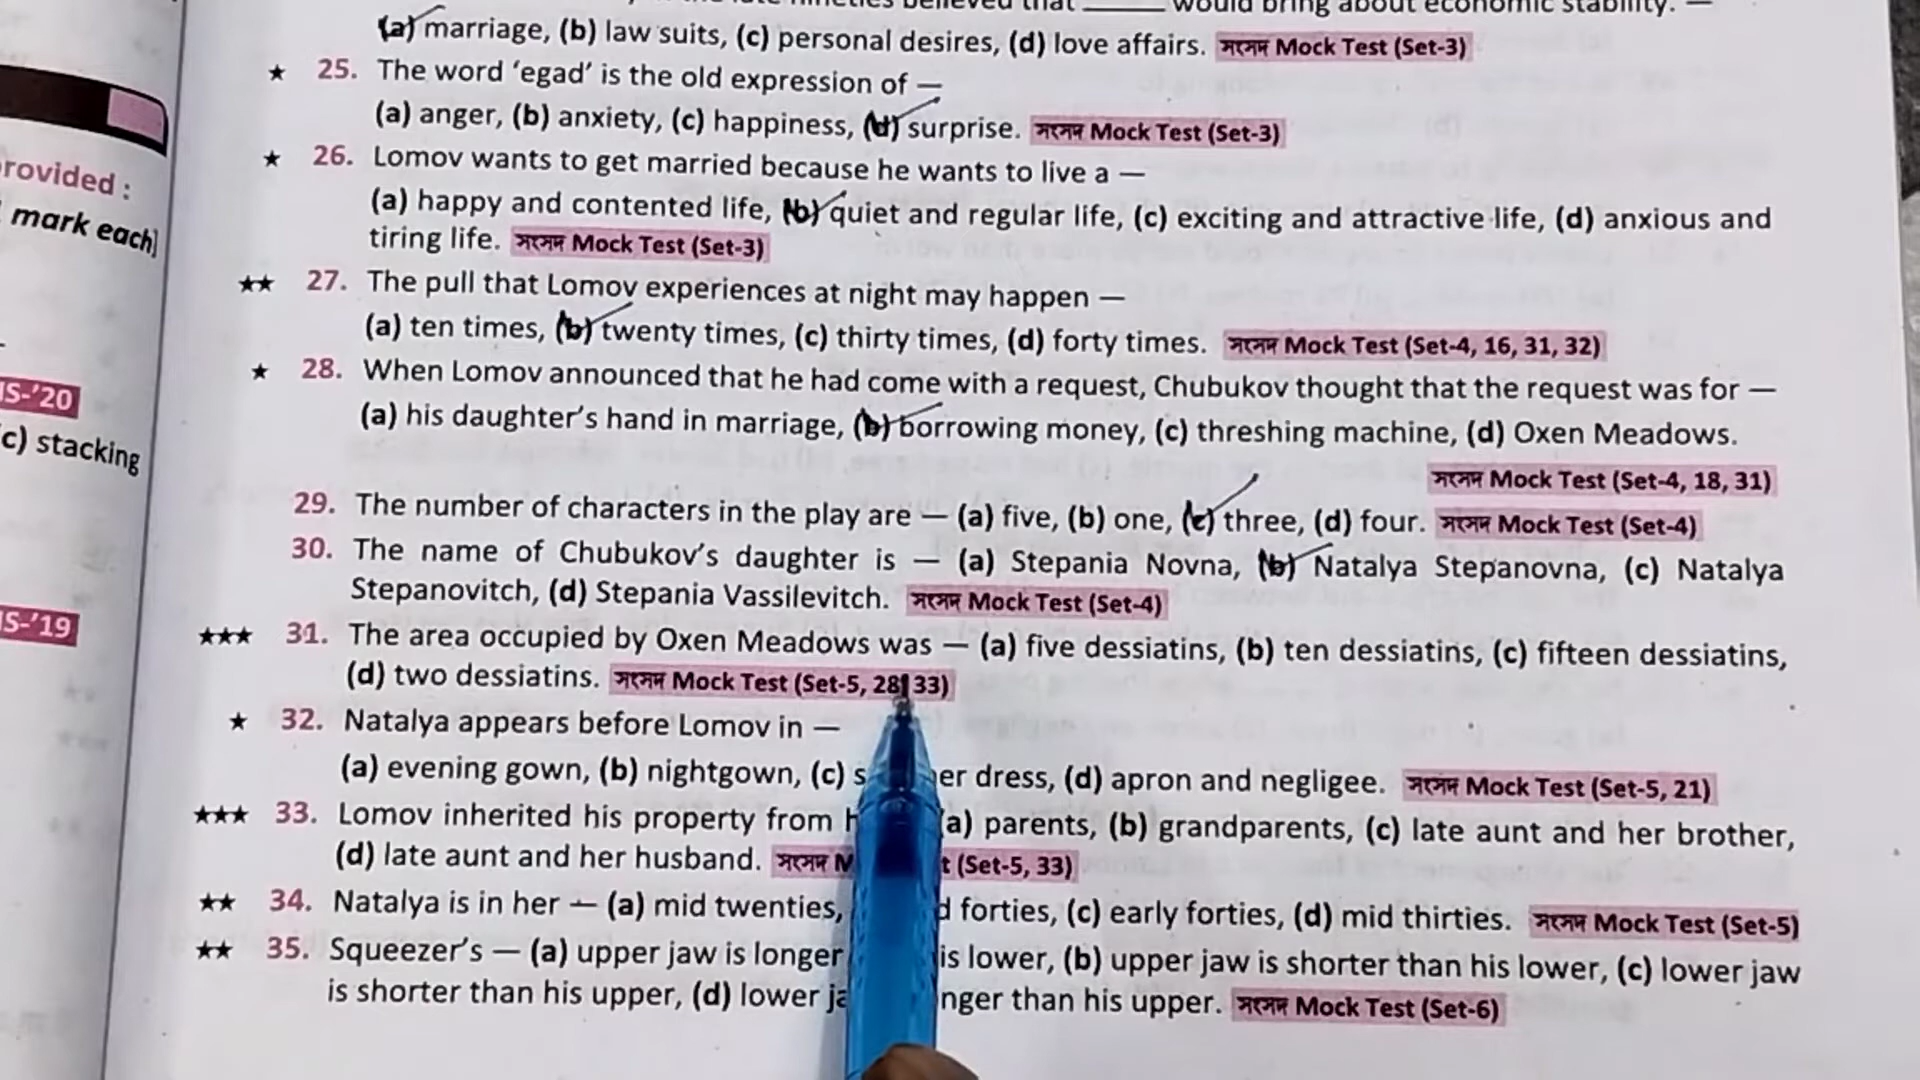 believed that ______ would bring about economic stability. —
(a) marriage, (b) law suits, (c) personal desires, (d) love affairs. সংসদ Mock Test (Set-3)
★ 25. The word ‘egad’ is the old expression of —
(a) anger, (b) anxiety, (c) happiness, (d) surprise. সংসদ Mock Test (Set-3)
★ 26. Lomov wants to get married because he wants to live a —
(a) happy and contented life, (b) quiet and regular life, (c) exciting and attractive life, (d) anxious and
tiring life. সংসদ Mock Test (Set-3)
★★ 27. The pull that Lomov experiences at night may happen —
(a) ten times, (b) twenty times, (c) thirty times, (d) forty times. সংসদ Mock Test (Set-4, 16, 31, 32)
★ 28. When Lomov announced that he had come with a request, Chubukov thought that the request was for —
(a) his daughter’s hand in marriage, (b) borrowing money, (c) threshing machine, (d) Oxen Meadows.
সংসদ Mock Test (Set-4, 18, 31)
29. The number of characters in the play are — (a) five, (b) one, (c) three, (d) four. সংসদ Mock Test (Set-4)
30. The name of Chubukov’s daughter is — (a) Stepania Novna, (b) Natalya Stepanovna, (c) Natalya
Stepanovitch, (d) Stepania Vassilevitch. সংসদ Mock Test (Set-4)
★★★ 31. The area occupied by Oxen Meadows was — (a) five dessiatins, (b) ten dessiatins, (c) fifteen dessiatins,
(d) two dessiatins. সংসদ Mock Test (Set-5, 28, 33)
★ 32. Natalya appears before Lomov in —
(a) evening gown, (b) nightgown, (c) s er dress, (d) apron and negligee. সংসদ Mock Test (Set-5, 21)
★★★ 33. Lomov inherited his property from (a) parents, (b) grandparents, (c) late aunt and her brother,
(d) late aunt and her husband. সংসদ (Set-5, 33)
★★ 34. Natalya is in her — (a) mid twenties, forties, (c) early forties, (d) mid thirties. সংসদ Mock Test (Set-5)
★★ 35. Squeezer’s — (a) upper jaw is longer is lower, (b) upper jaw is shorter than his lower, (c) lower jaw
is shorter than his upper, (d) lower nger than his upper. সংসদ Mock Test (Set-6)
rovided :
mark each]
S-’20
c) stacking
S-’19